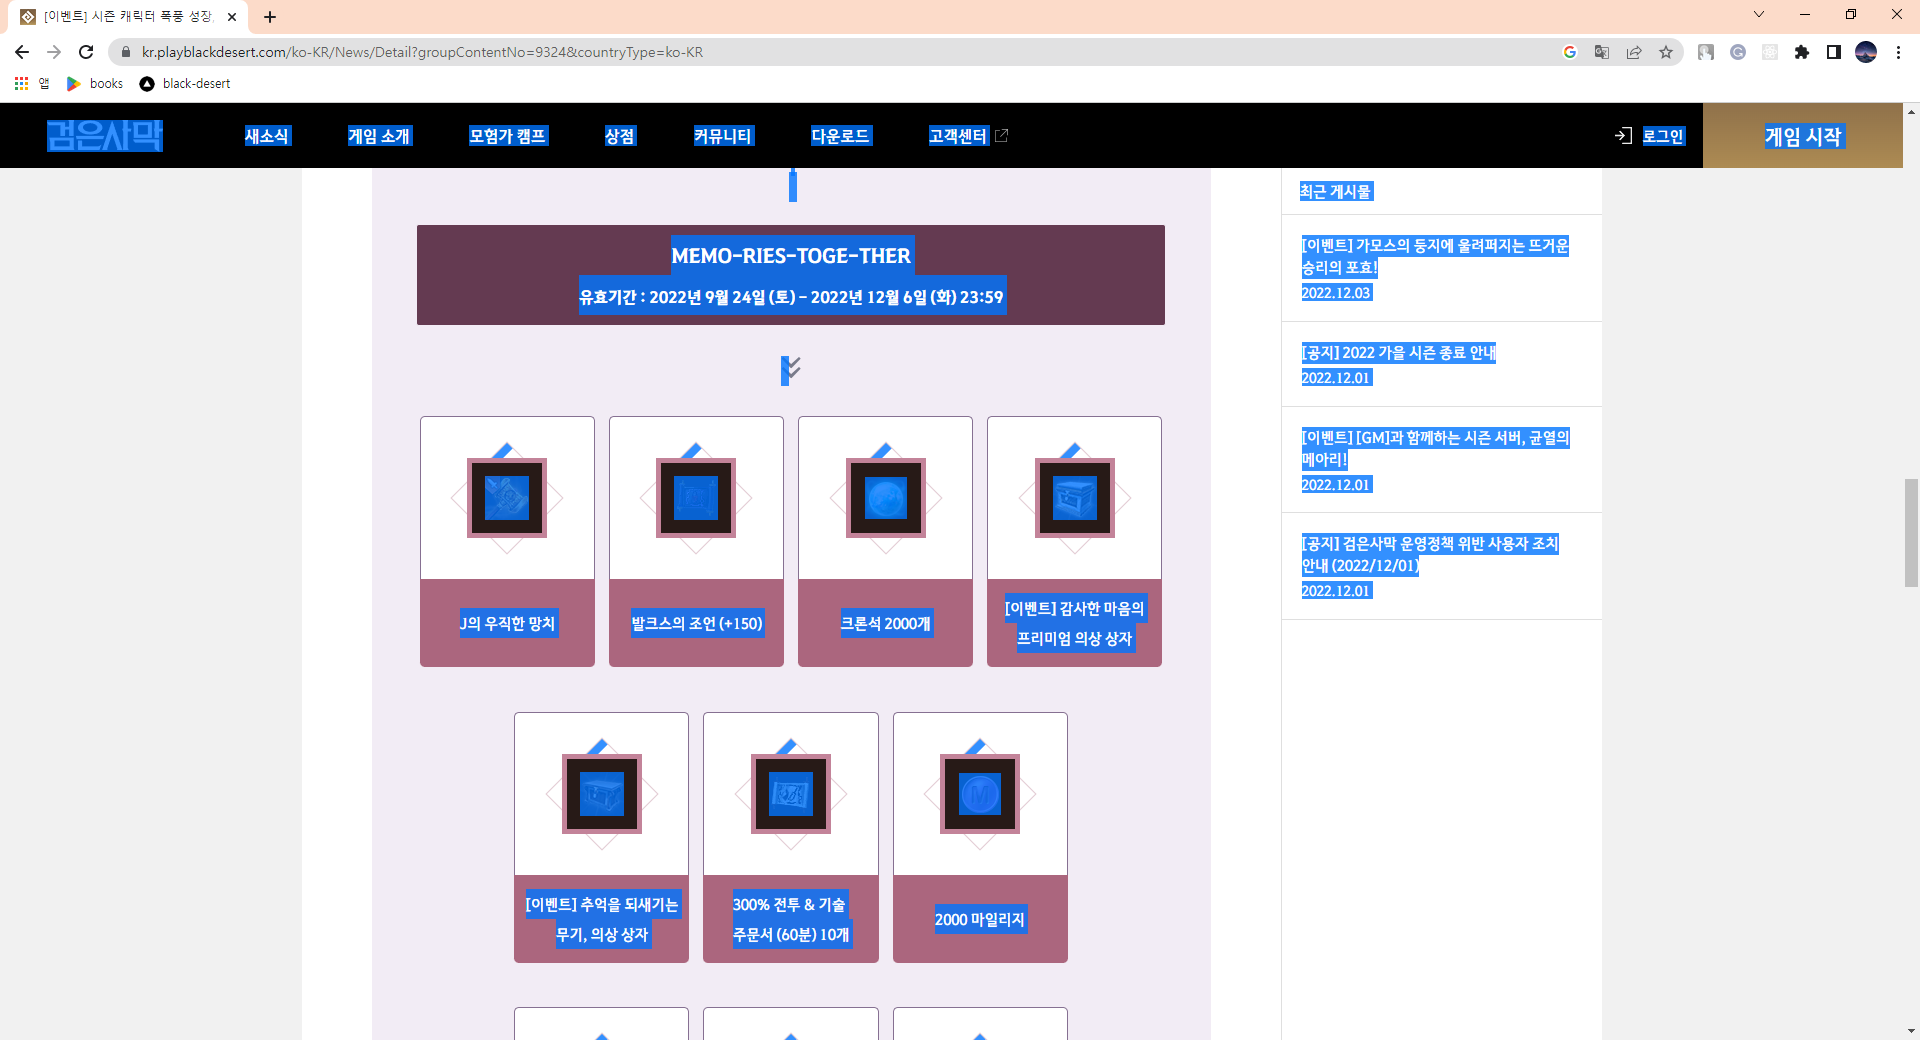 [이벤트] 시즌 캐릭터 폭풍 성장,
kr.playblackdesert.com/ko-KR/News/Detail?groupContentNo=9324&countryType=ko-KR
앱
books
black-desert
검은사막
새소식
게임 소개
모험가 캠프
상점
커뮤니티
다운로드
고객센터
로그인
게임 시작
MEMO-RIES-TOGE-THER
유효기간 : 2022년 9월 24일 (토) - 2022년 12월 6일 (화) 23:59
J의 우직한 망치
발크스의 조언 (+150)
크론석 2000개
[이벤트] 감사한 마음의
프리미엄 의상 상자
[이벤트] 추억을 되새기는
무기, 의상 상자
300% 전투 & 기술
주문서 (60분) 10개
M
2000 마일리지
최근 게시물
[이벤트] 가모스의 둥지에 울려퍼지는 뜨거운
승리의 포효!
2022.12.03
[공지] 2022 가을 시즌 종료 안내
2022.12.01
[이벤트] [GM]과 함께하는 시즌 서버, 균열의
메아리!
2022.12.01
[공지] 검은사막 운영정책 위반 사용자 조치
안내 (2022/12/01)
2022.12.01